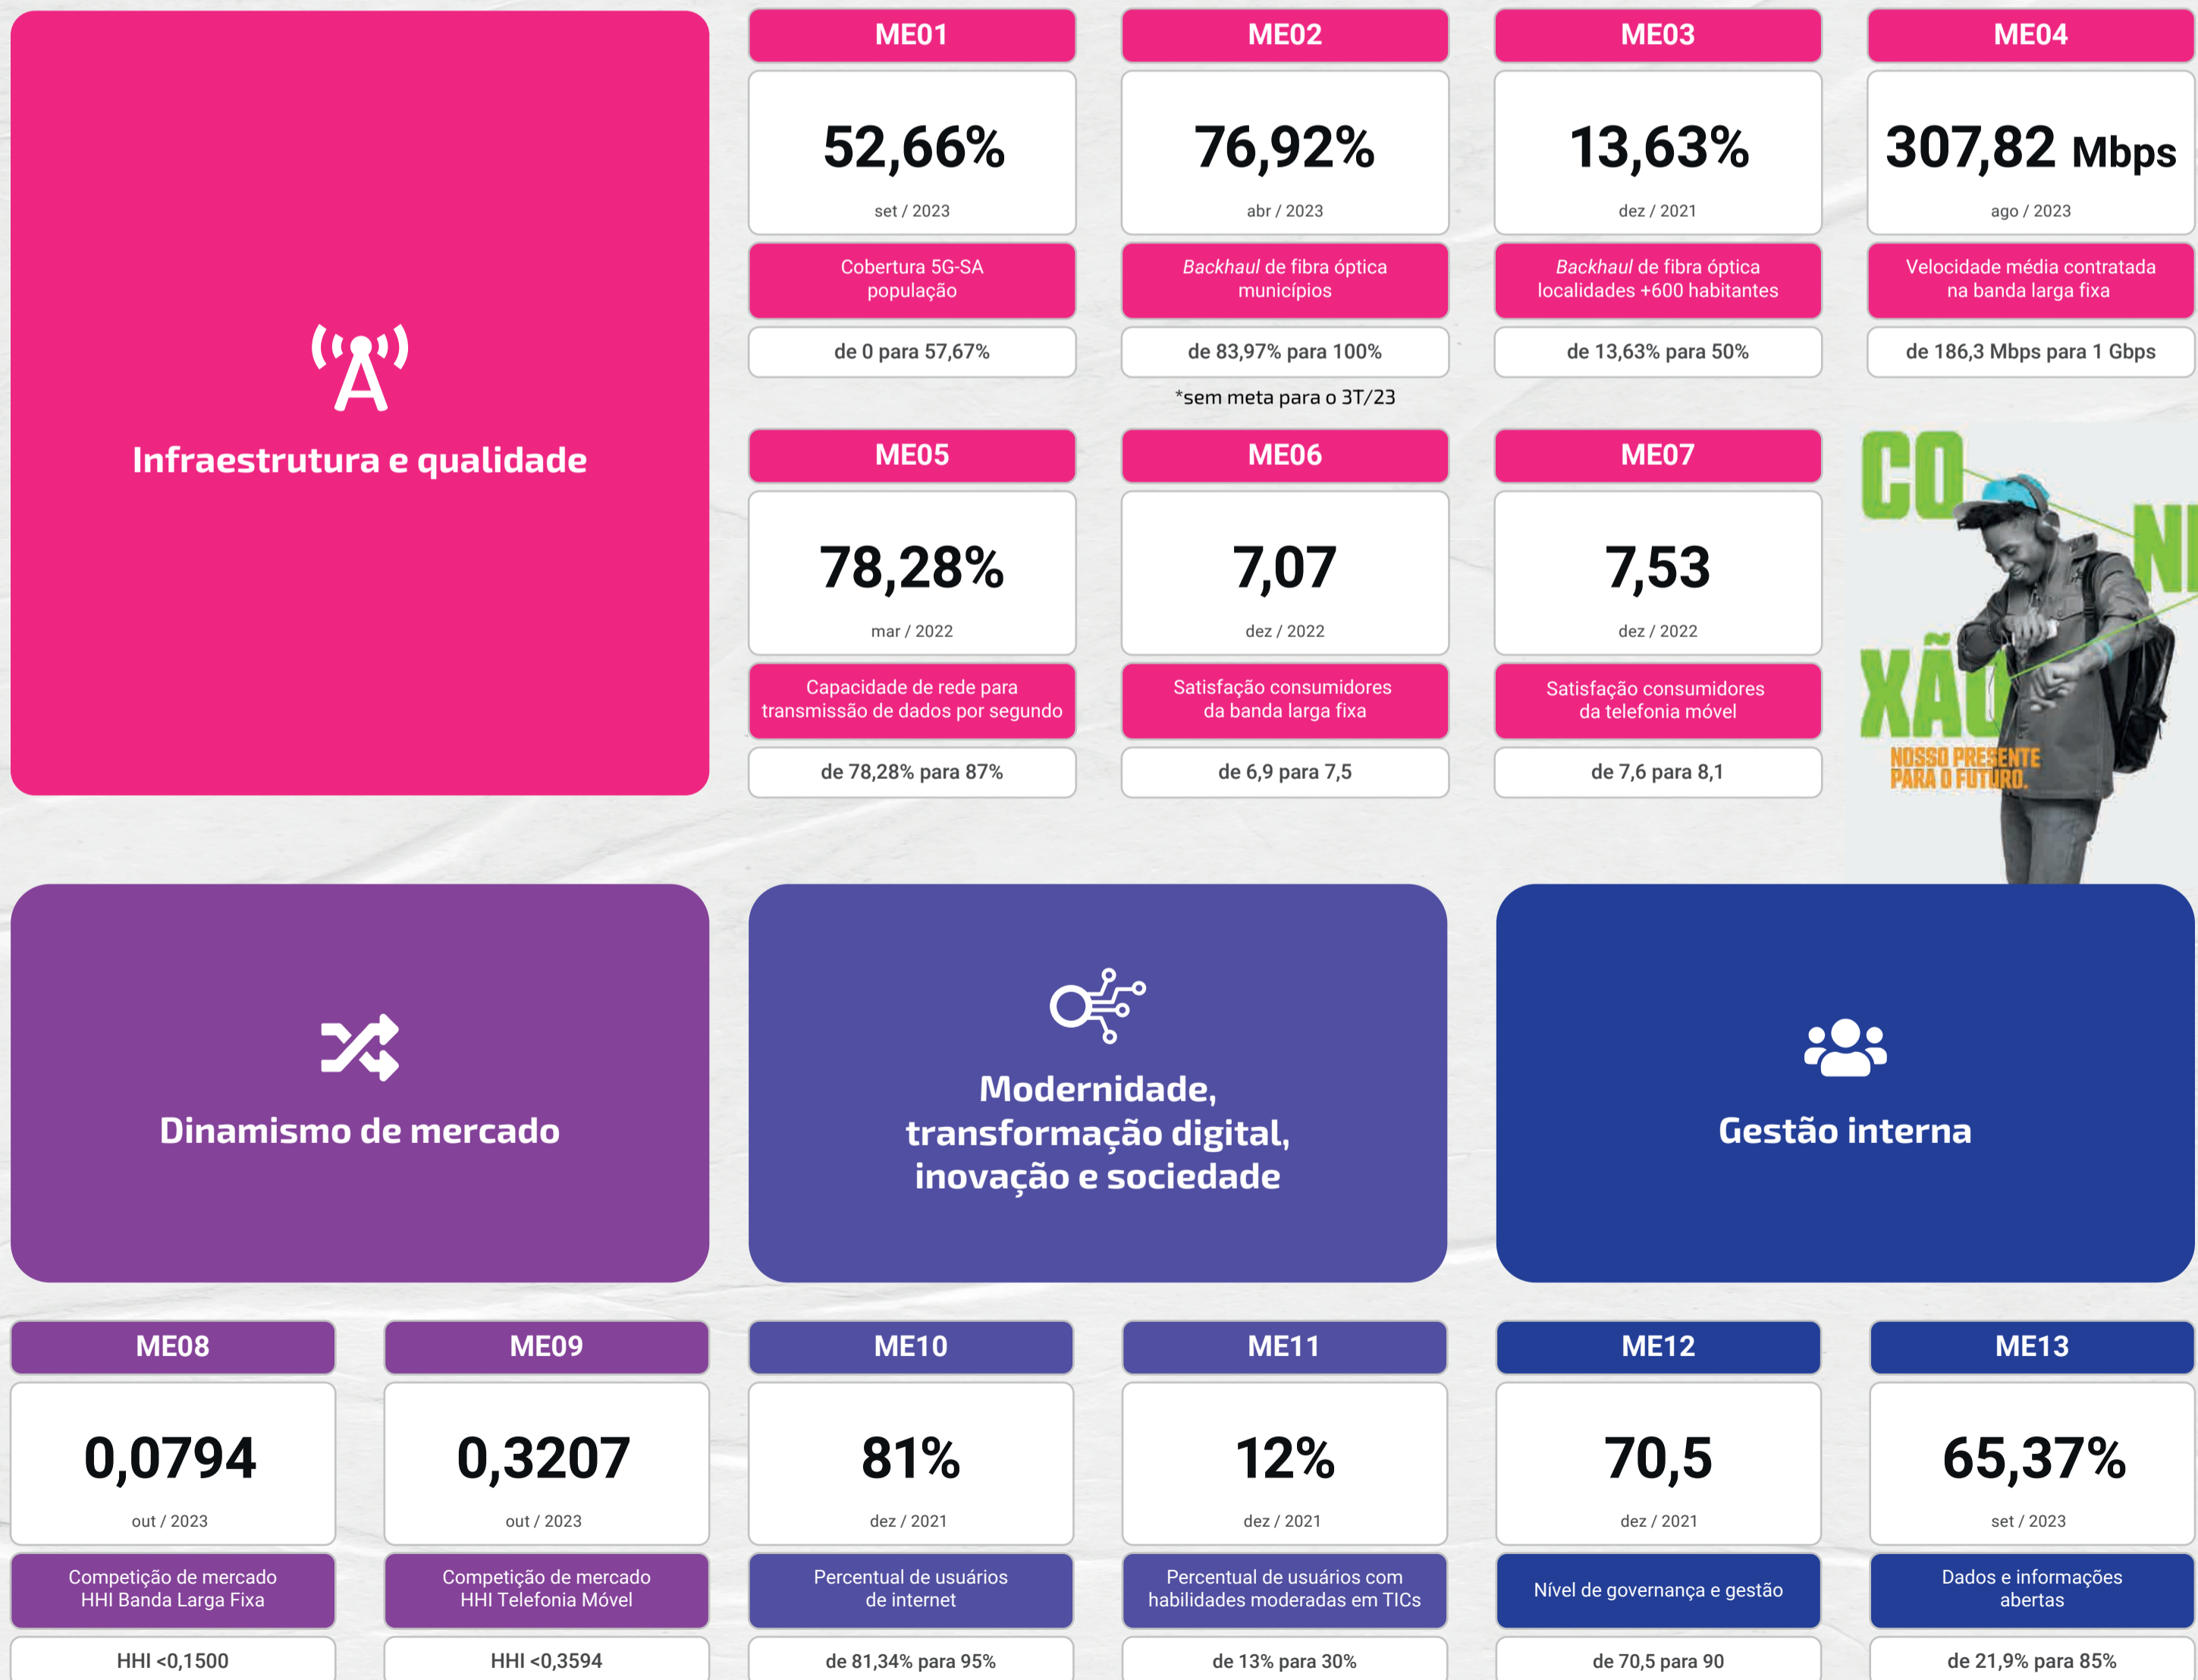 Infraestrutura e qualidade
ME01
52,66%
set / 2023
Cobertura 5G-SA
população
de 0 para 57,67%
ME02
76,92%
abr / 2023
Backhaul de fibra óptica
municípios
de 83,97% para 100%
*sem meta para o 3T/23
ME03
13,63%
dez / 2021
Backhaul de fibra óptica
localidades +600 habitantes
de 13,63% para 50%
ME04
307,82 Mbps
ago / 2023
Velocidade média contratada
na banda larga fixa
de 186,3 Mbps para 1 Gbps
ME05
78,28%
mar / 2022
Capacidade de rede para
transmissão de dados por segundo
de 78,28% para 87%
ME06
7,07
dez / 2022
Satisfação consumidores
da banda larga fixa
de 6,9 para 7,5
ME07
7,53
dez / 2022
Satisfação consumidores
da telefonia móvel
de 7,6 para 8,1
CO
NE
XÃO
NOSSO PRESENTE
PARA O FUTURO.
Dinamismo de mercado
Modernidade,
transformação digital,
inovação e sociedade
Gestão interna
ME08
0,0794
out / 2023
Competição de mercado
HHI Banda Larga Fixa
HHI <0,1500
ME09
0,3207
out / 2023
Competição de mercado
HHI Telefonia Móvel
HHI <0,3594
ME10
81%
dez / 2021
Percentual de usuários
de internet
de 81,34% para 95%
ME11
12%
dez / 2021
Percentual de usuários com
habilidades moderadas em TICs
de 13% para 30%
ME12
70,5
dez / 2021
Nível de governança e gestão
de 70,5 para 90
ME13
65,37%
set / 2023
Dados e informações
abertas
de 21,9% para 85%